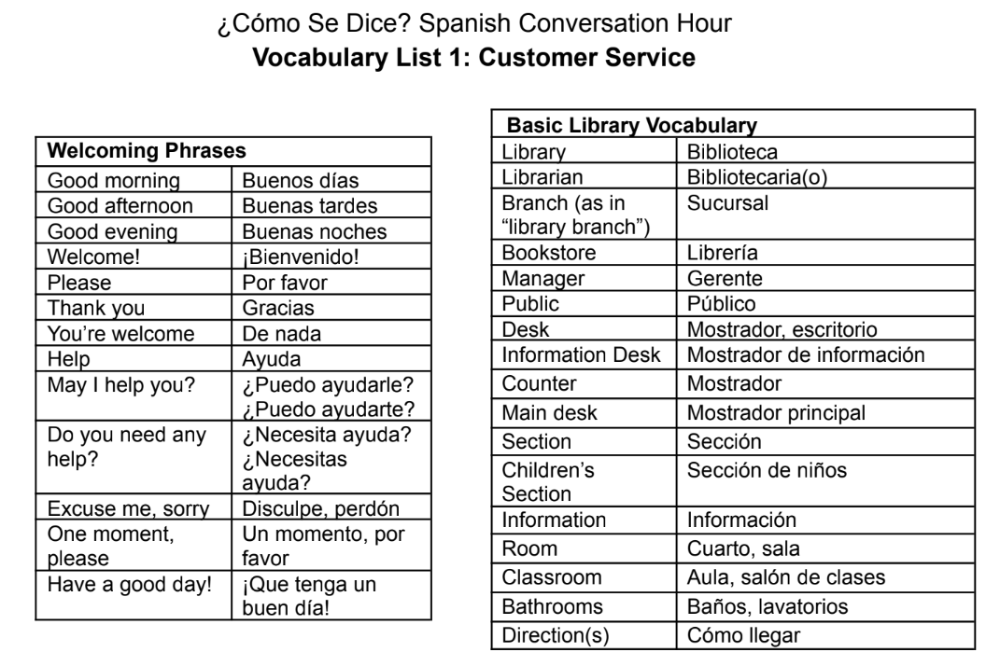 ¿Cómo Se Dice? Spanish Conversation Hour
Vocabulary List 1: Customer Service
Welcoming Phrases
Good morning Buenos días
Good afternoon Buenas tardes
Good evening Buenas noches
Welcome! ¡Bienvenido!
Please Por favor
Thank you Gracias
You’re welcome De nada
Help Ayuda
May I help you? ¿Puedo ayudarle?
¿Puedo ayudarte?
Do you need any ¿Necesita ayuda?
help? ¿Necesitas
ayuda?
Excuse me, sorry Disculpe, perdón
One moment, Un momento, por
please favor
Have a good day! ¡Que tenga un
buen día!
Basic Library Vocabulary
Library Biblioteca
Librarian Bibliotecaria(o)
Branch (as in Sucursal
“library branch”)
Bookstore Librería
Manager Gerente
Public Público
Desk Mostrador, escritorio
Information Desk Mostrador de información
Counter Mostrador
Main desk Mostrador principal
Section Sección
Children’s Sección de niños
Section
Information Información
Room Cuarto, sala
Classroom Aula, salón de clases
Bathrooms Baños, lavatorios
Direction(s) Cómo llegar